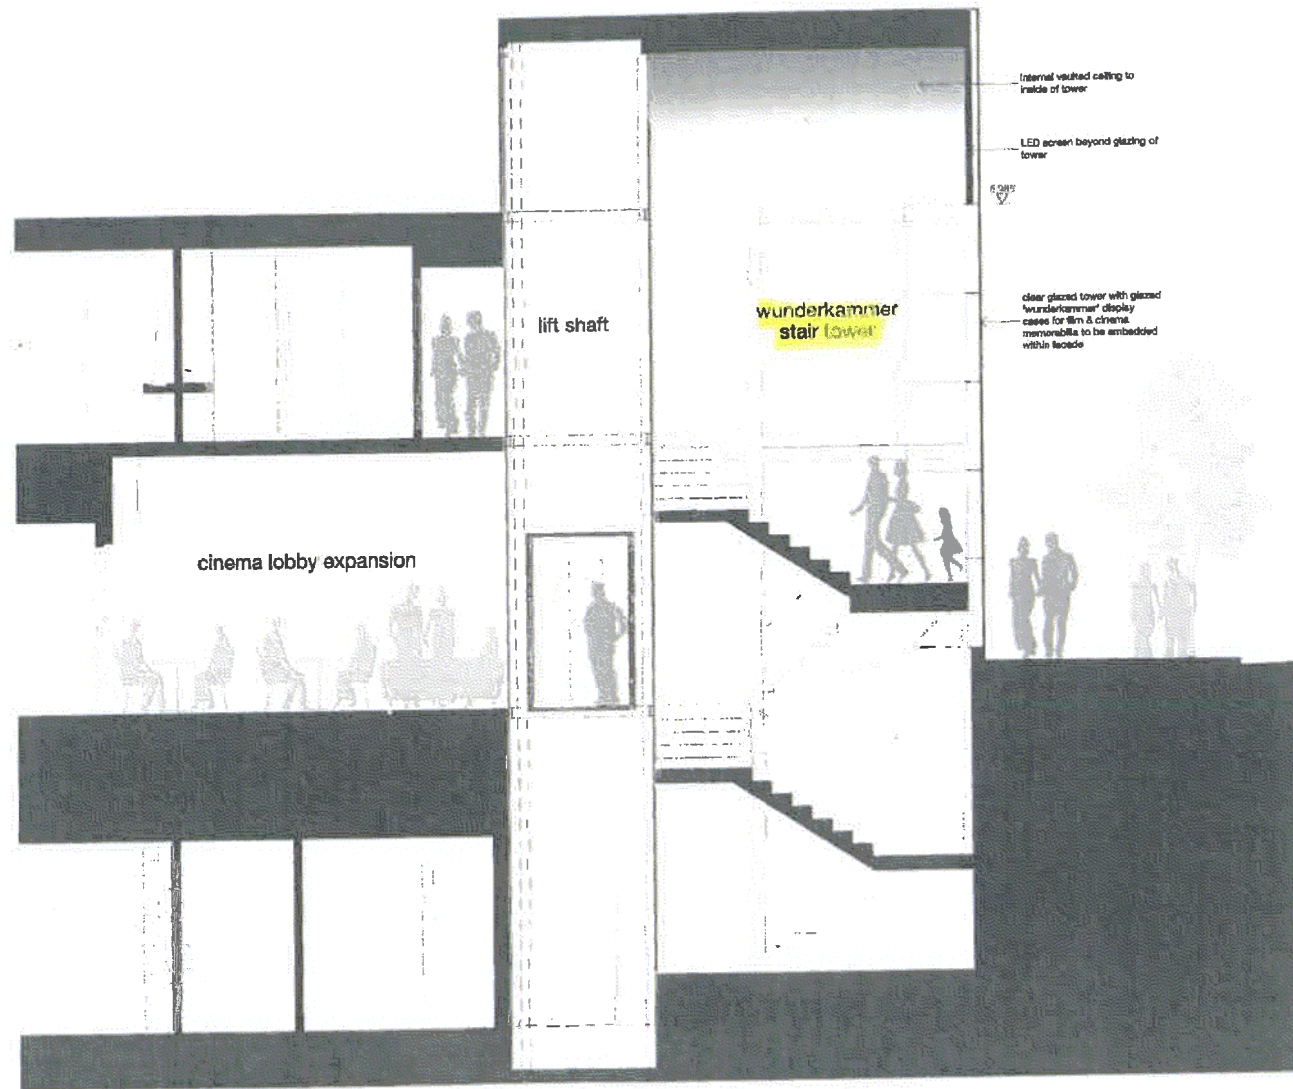 Internal vaulted ceiling to
inside of tower
LED screen beyond glazing of
tower
wunderkammer
stair tower
lift shaft
clear glazed tower with glazed
'wunderkammer' display
cases for film & cinema
memorabilia to be embedded
within facade
cinema lobby expansion